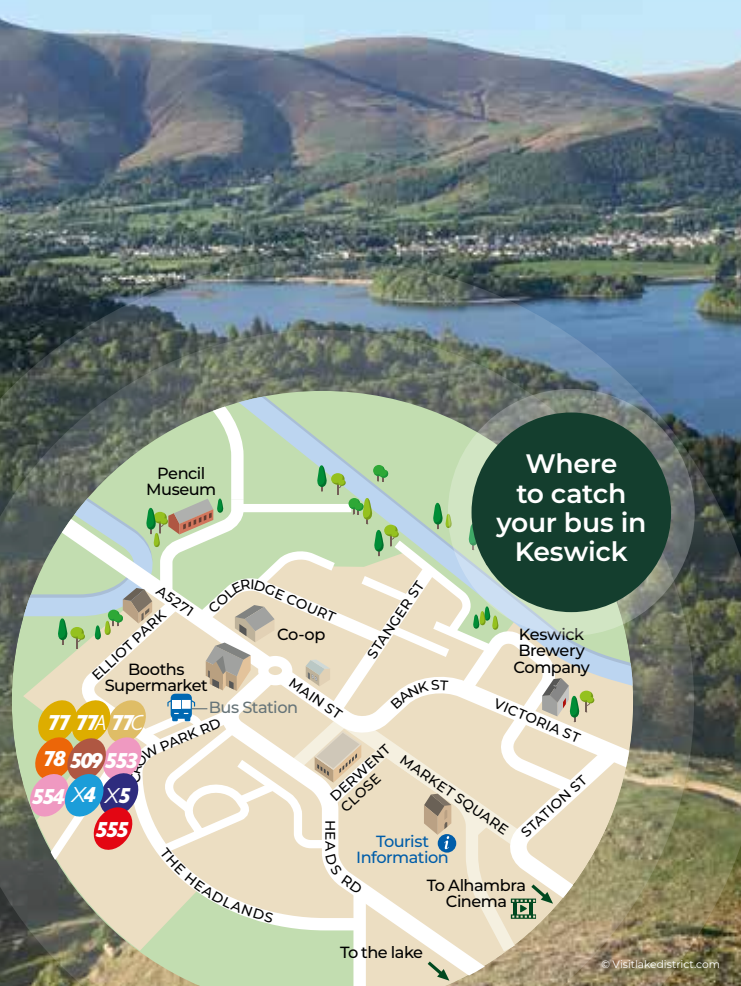 Where
to catch
your bus in
Keswick
Pencil
Museum
A5271
COLERIDGE COURT
STANGER ST
Co-op
ELLIOT PARK
Keswick
Brewery
Company
Booths
Supermarket
Bus Station
MAIN ST
BANK ST
VICTORIA ST
77 77A 77C
78 509 553
554 X4 X5
555
CROW PARK RD
DERWENT
CLOSE
MARKET SQUARE
STATION ST
HEADS RD
Tourist
Information
i
THE HEADLANDS
To Alhambra
Cinema
To the lake
© Visitlakedistrict.com